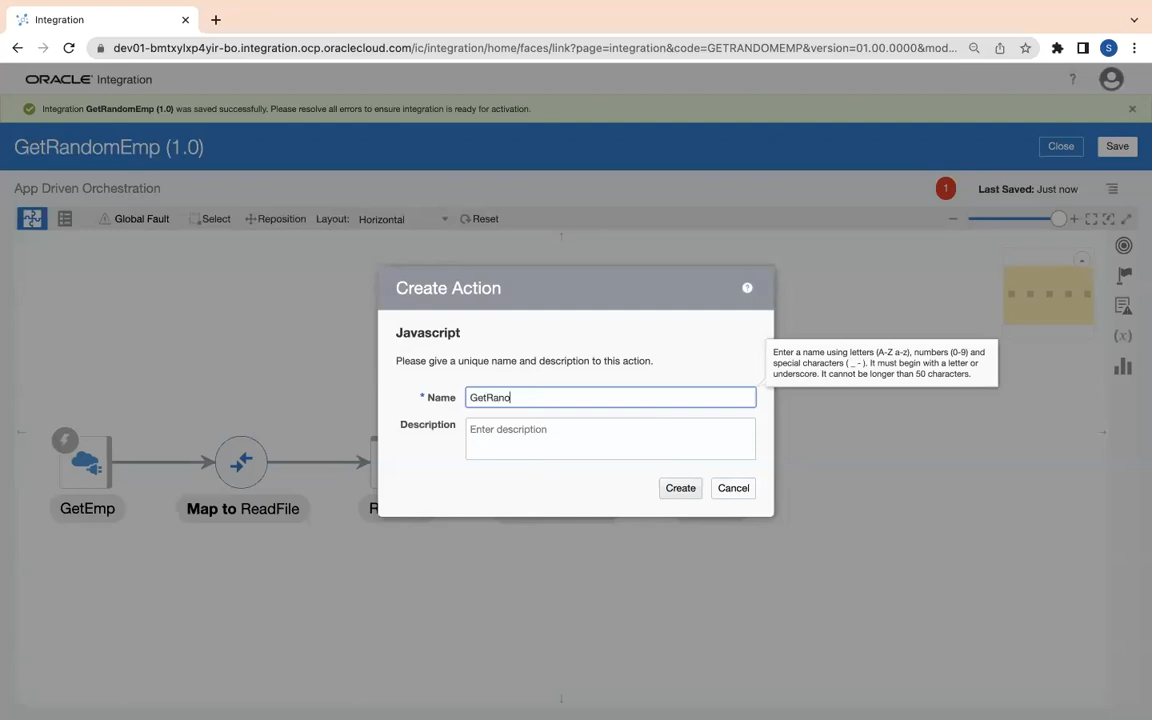 Integration
dev01-bmtxylxp4yir-bo.integration.ocp.oraclecloud.com/ic/integration/home/faces/link?page=integration&code=GETRANDOMEMP&version=01.00.0000&mod...
S
ORACLE Integration
?
Integration GetRandomEmp (1.0) was saved successfully. Please resolve all errors to ensure integration is ready for activation.
GetRandomEmp (1.0)
Close
Save
App Driven Orchestration
1
Last Saved: Just now
Global Fault
Select
Reposition
Layout:
Horizontal
Reset
Create Action
?
Javascript
Please give a unique name and description to this action.
Enter a name using letters (A-Z a-z), numbers (0-9) and
special characters ( _ - ). It must begin with a letter or
underscore. It cannot be longer than 50 characters.
* Name
GetRano
Description
Enter description
Create
Cancel
(x)
GetEmp
Map to ReadFile
R